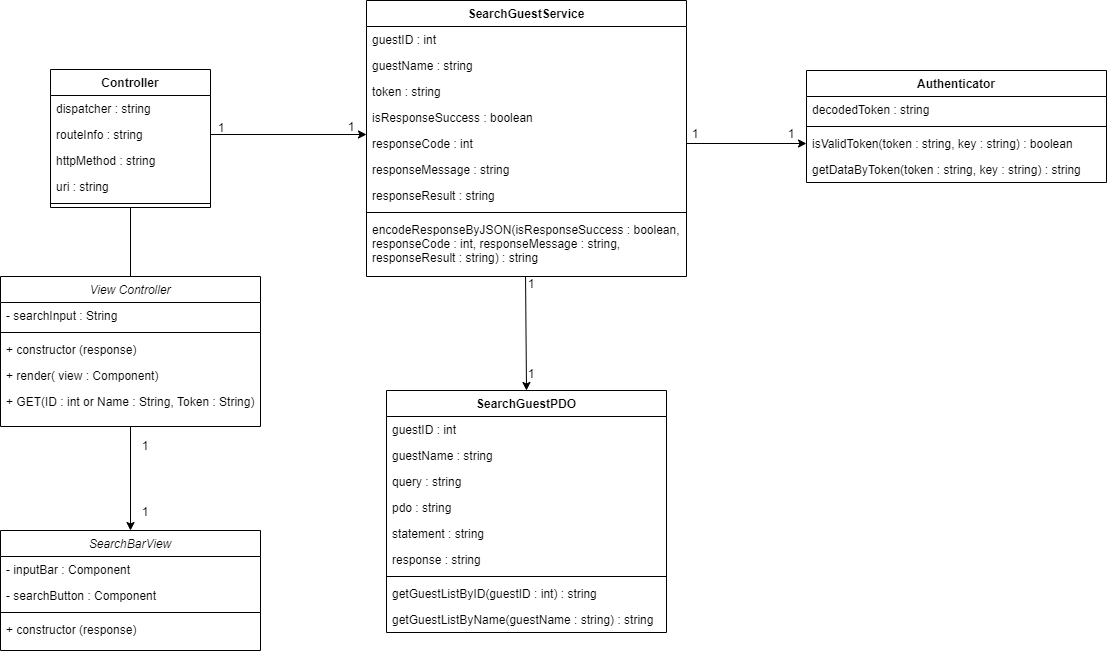 SearchGuestService
guestID : int
guestName : string
token : string
isResponseSuccess : boolean
responseCode : int
responseMessage : string
responseResult : string
encodeResponseByJSON(isResponseSuccess : boolean,
responseCode : int, responseMessage : string,
responseResult : string) : string
Controller
dispatcher : string
routeInfo : string
httpMethod : string
uri : string
1
1
1
1
Authenticator
decodedToken : string
isValidToken(token : string, key : string) : boolean
getDataByToken(token : string, key : string) : string
View Controller
- searchInput : String
+ constructor (response)
+ render( view : Component)
+ GET(ID : int or Name : String, Token : String)
1
1
1
1
SearchGuestPDO
guestID : int
guestName : string
query : string
pdo : string
statement : string
response : string
getGuestListByID(guestID : int) : string
getGuestListByName(guestName : string) : string
SearchBarView
- inputBar : Component
- searchButton : Component
+ constructor (response)